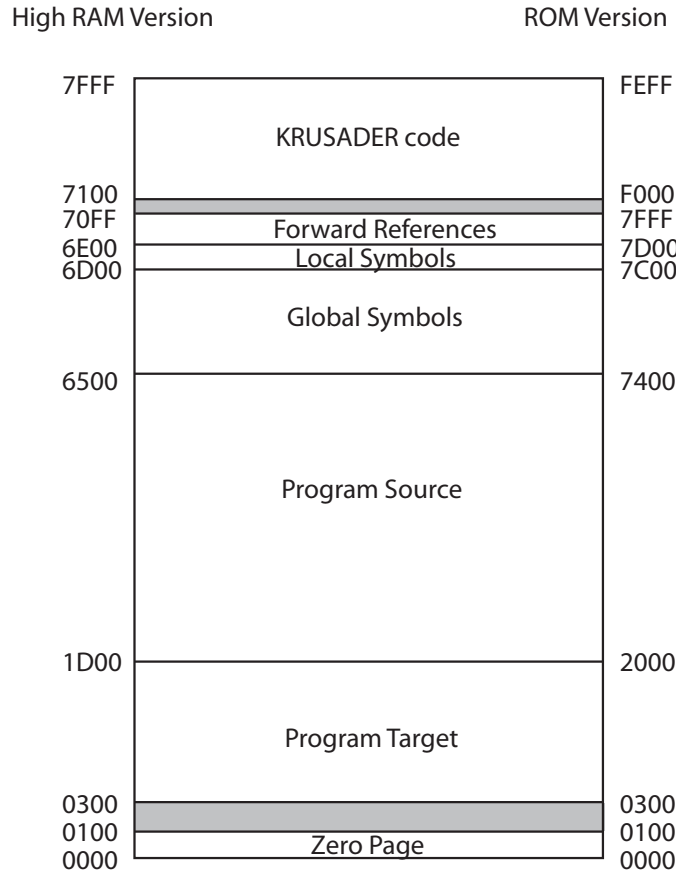 High RAM Version ROM Version
7FFF FEFF
KRUSADER code
7100 F000
70FF 7FFF
Forward References
6E00 7D00
Local Symbols
6D00 7C00
Global Symbols
6500 7400
Program Source
1D00 2000
Program Target
0300 0300
0100 0100
Zero Page
0000 0000